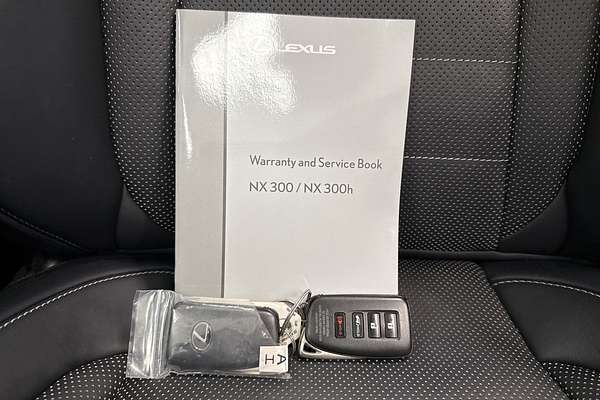 LEXUS
Warranty and Service Book
NX 300 / NX 300h
A H